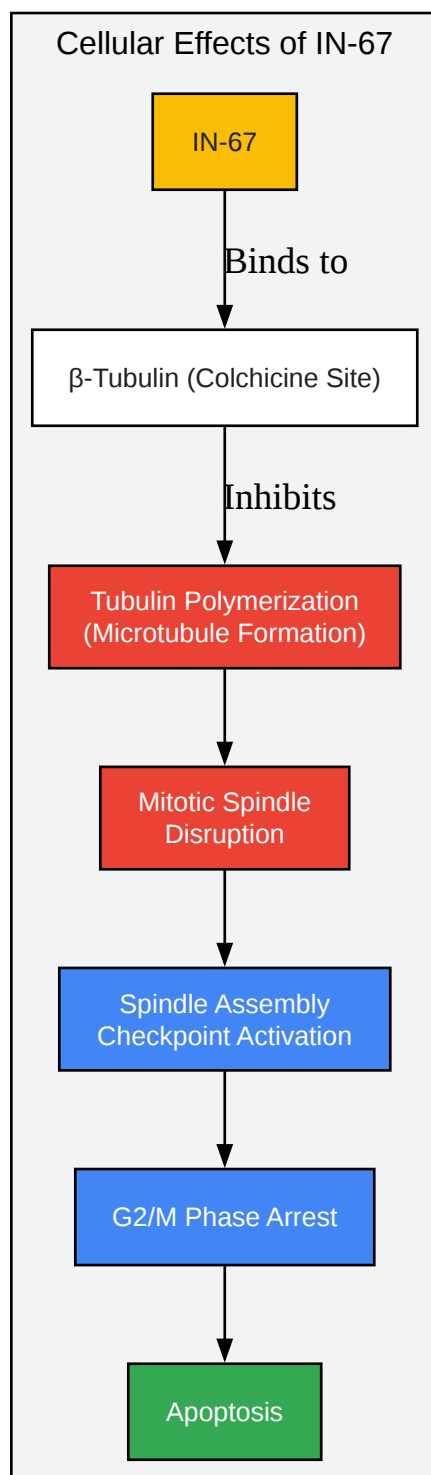 Cellular Effects of IN-67
IN-67
Binds to
β-Tubulin (Colchicine Site)
Inhibits
Tubulin Polymerization
(Microtubule Formation)
Mitotic Spindle
Disruption
Spindle Assembly
Checkpoint Activation
G2/M Phase Arrest
Apoptosis